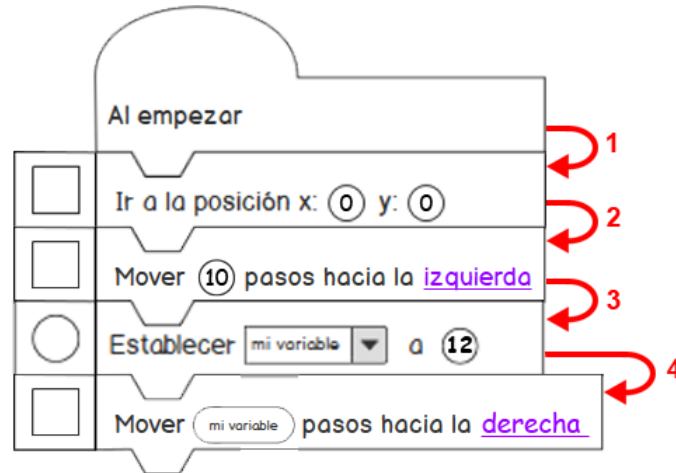 Al empezar
1
Ir a la posición x: 0 y: 0
2
Mover 10 pasos hacia la izquierda
3
Establecer mi variable a 12
4
Mover mi variable pasos hacia la derecha